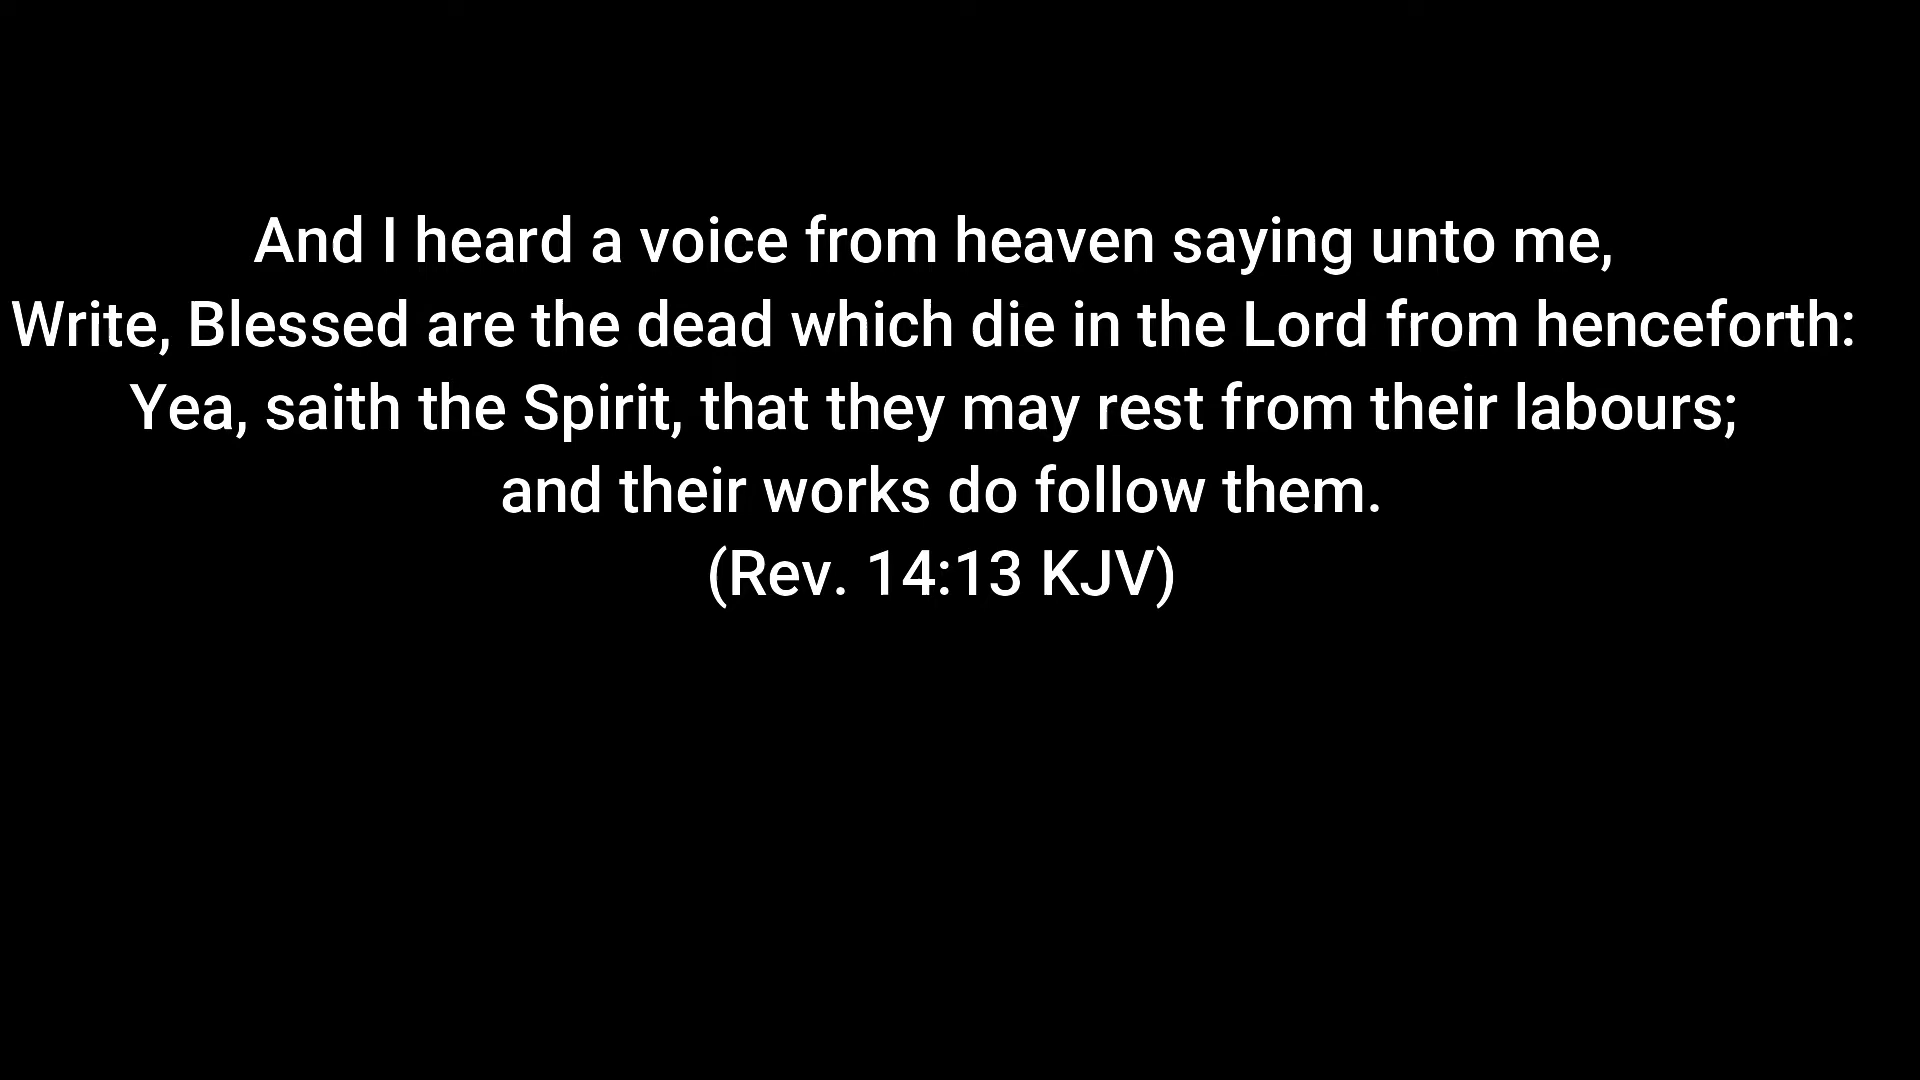 And I heard a voice from heaven saying unto me,
Write, Blessed are the dead which die in the Lord from henceforth:
Yea, saith the Spirit, that they may rest from their labours;
and their works do follow them.
(Rev. 14:13 KJV)